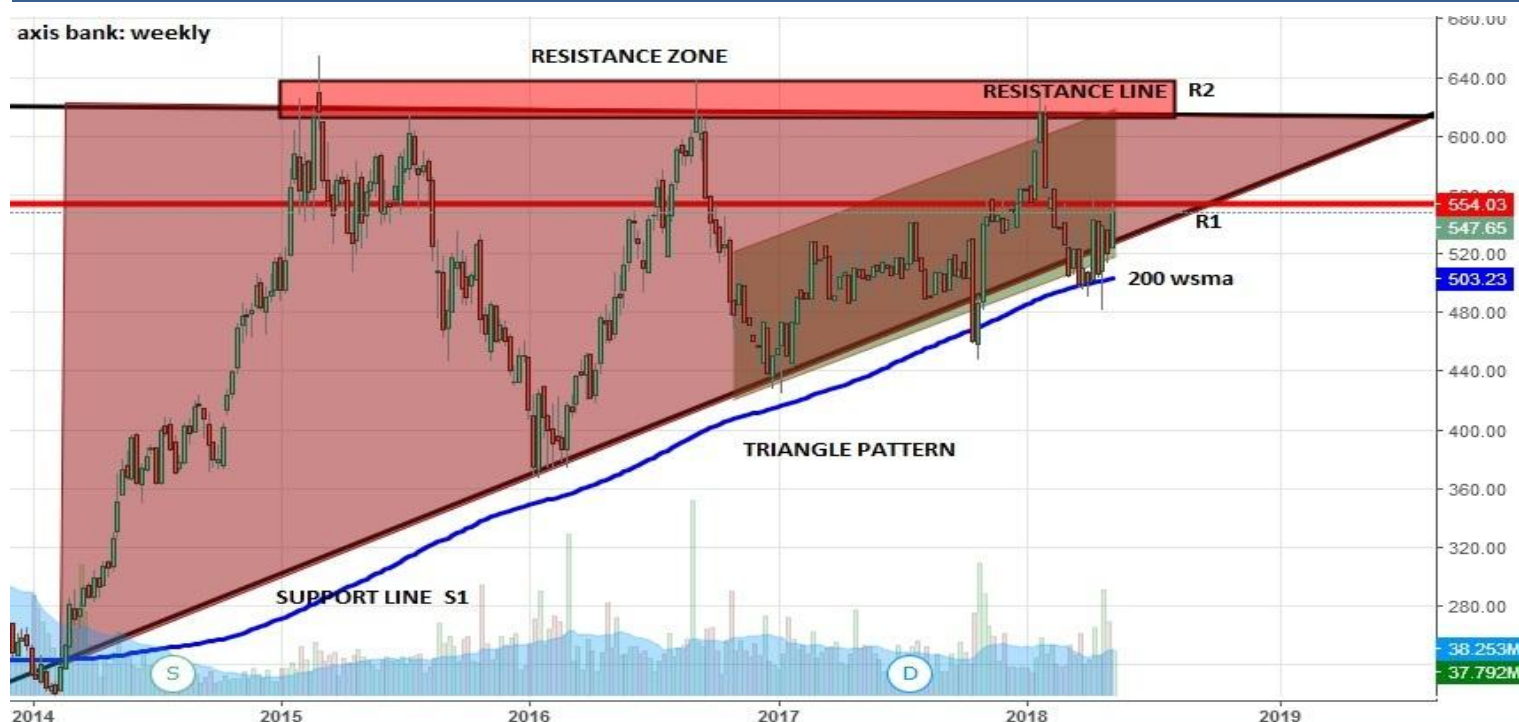 680.00
axis bank: weekly
RESISTANCE ZONE
640.00
RESISTANCE LINE R2
600.00
554.03
R1
547.65
520.00
200 wsma
503.23
480.00
440.00
TRIANGLE PATTERN
400.00
360.00
320.00
SUPPORT LINE S1
280.00
38.253M
S
D
37.792M
2014 2015 2016 2017 2018 2019